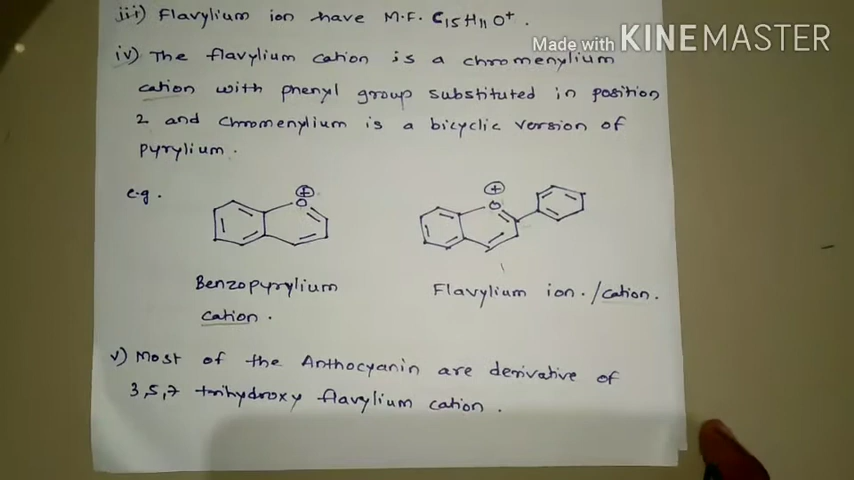 iii) Flavylium ion have M.F. C15H11O+.
Made with KINEMASTER
iv) The flavylium cation is a chromenylium
cation with phenyl group substituted in position
2 and chromenylium is a bicyclic version of
pyrylium.
e.g.
+
O
+
O
Benzopyrylium
cation.
Flavylium ion./cation.
v) Most of the Anthocyanin are derivative of
3,5,7 trihydroxy flavylium cation.